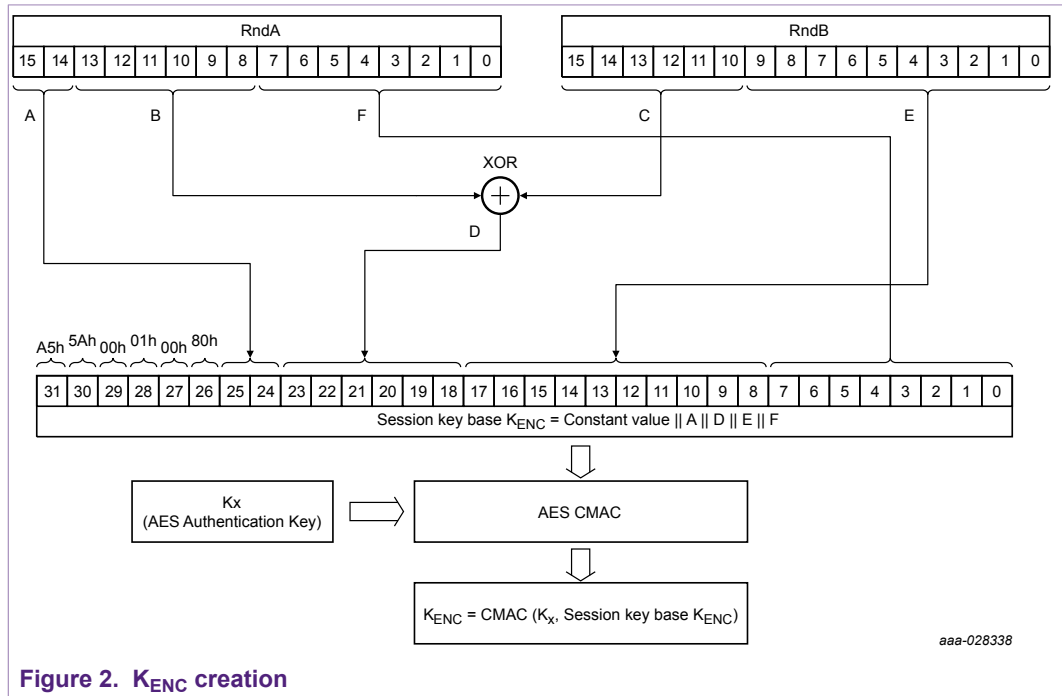 RndA
RndB
15 14 13 12 11 10 9 8 7 6 5 4 3 2 1 0
15 14 13 12 11 10 9 8 7 6 5 4 3 2 1 0
A
B
F
C
E
XOR
+
D
A5h 5Ah 00h 01h 00h 80h
31 30 29 28 27 26 25 24 23 22 21 20 19 18 17 16 15 14 13 12 11 10 9 8 7 6 5 4 3 2 1 0
Session key base KENC = Constant value || A || D || E || F
Kx
(AES Authentication Key)
AES CMAC
KENC = CMAC (Kx, Session key base KENC)
aaa-028338
Figure 2. KENC creation